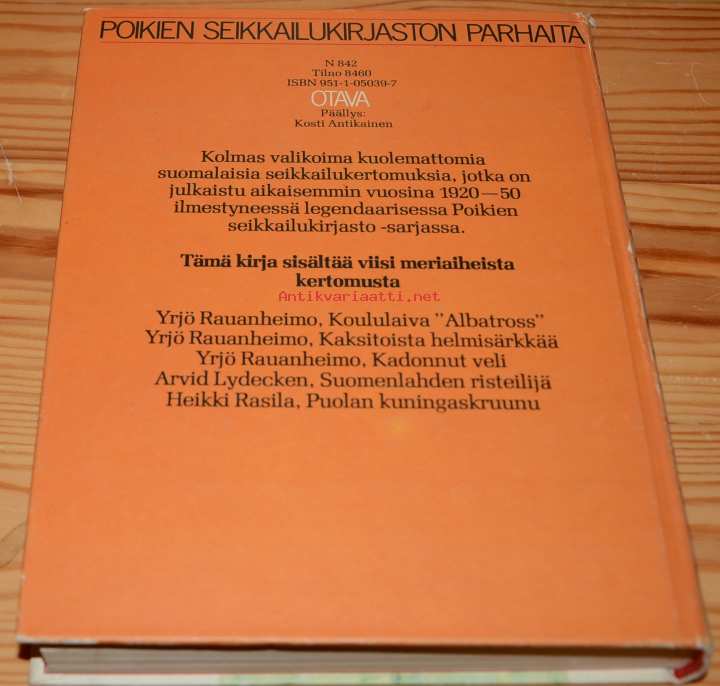 POIKIEN SEIKKAILUKIRJASTON PARHAITA
N 842
Tilno 8460
ISBN 951-1-05039-7
OTAVA
Päällys:
Kosti Antikainen
Kolmas valikoima kuolemattomia
suomalaisia seikkailukertomuksia, jotka on
julkaistu aikaisemmin vuosina 1920—50
ilmestyneessä legendaarisessa Poikien
seikkailukirjasto -sarjassa.
Tämä kirja sisältää viisi meriaiheista
kertomusta
Antikvariaatti.net
Yrjö Rauanheimo, Koululaiva ”Albatross”
Yrjö Rauanheimo, Kaksitoista helmisärkkää
Yrjö Rauanheimo, Kadonnut veli
Arvid Lydecken, Suomenlahden risteilijä
Heikki Rasila, Puolan kuningaskruunu